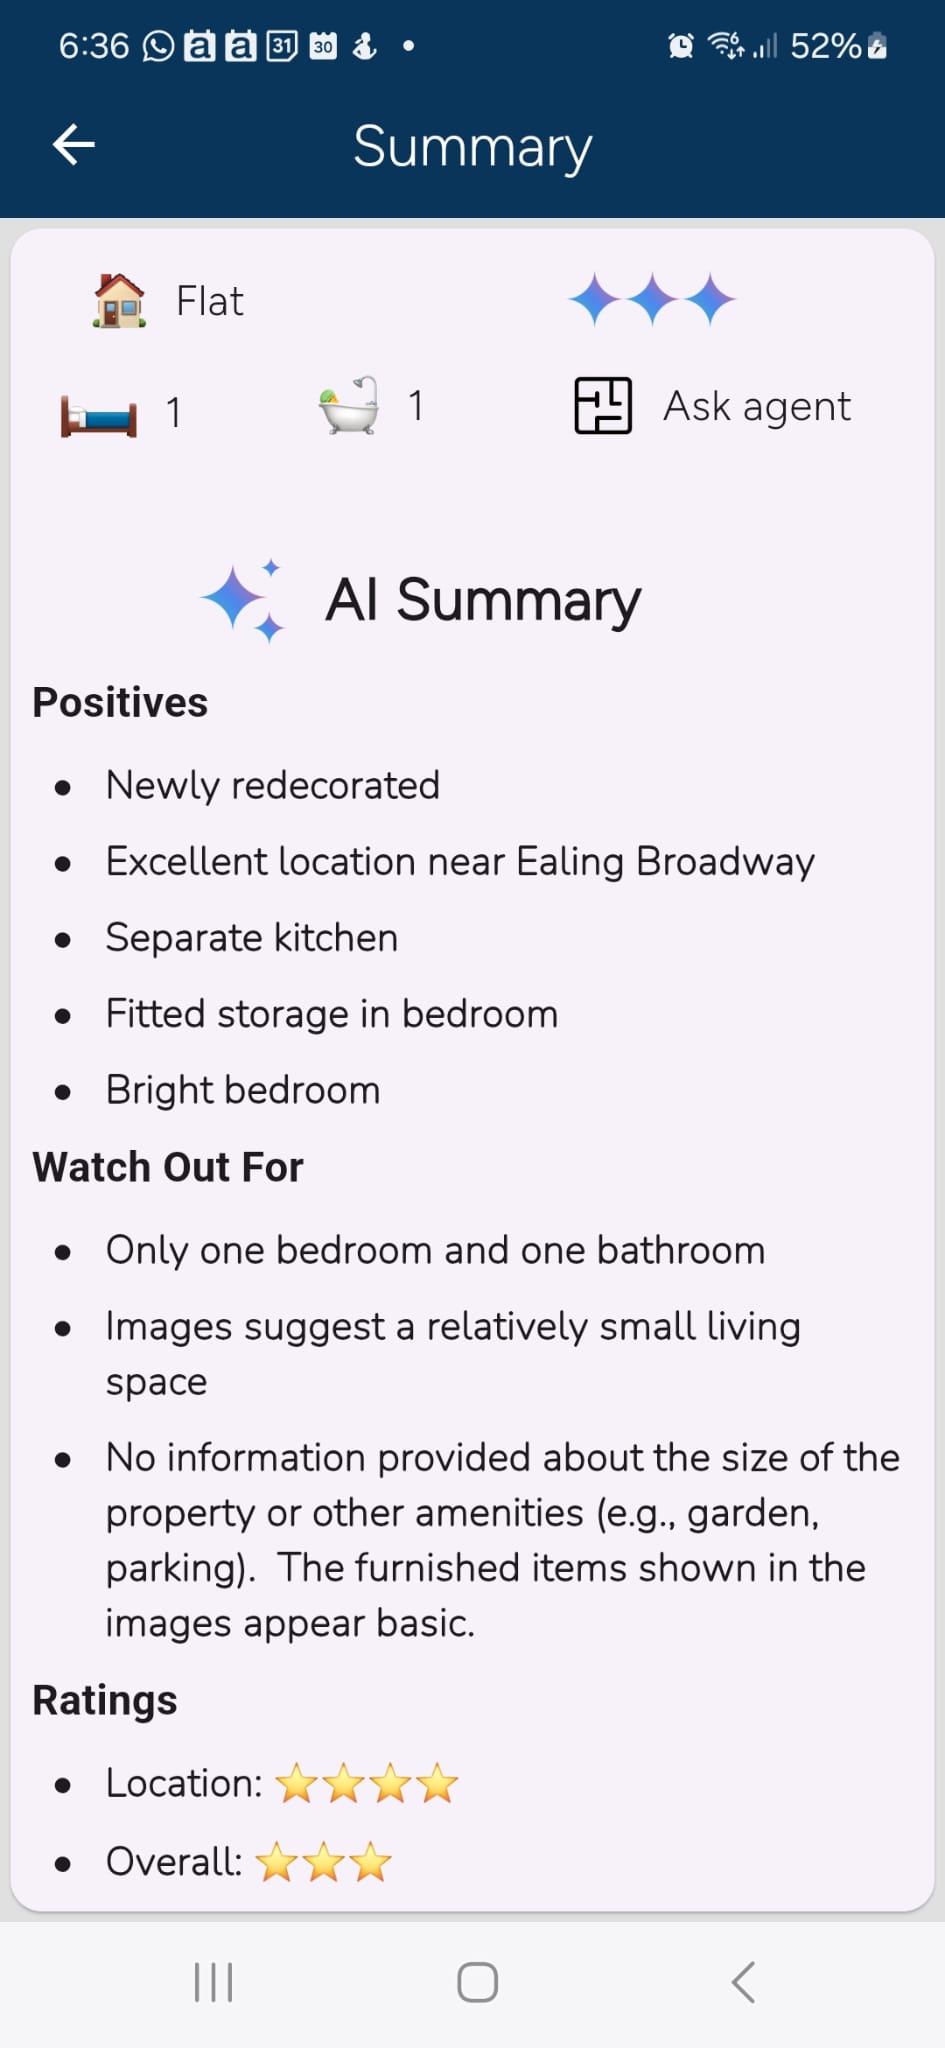 6:36 a a 31 30 6 52%
Summary
Flat
1 1 Ask agent
AI Summary
Positives
• Newly redecorated
• Excellent location near Ealing Broadway
• Separate kitchen
• Fitted storage in bedroom
• Bright bedroom
Watch Out For
• Only one bedroom and one bathroom
• Images suggest a relatively small living
space
• No information provided about the size of the
property or other amenities (e.g., garden,
parking).  The furnished items shown in the
images appear basic.
Ratings
• Location: ⭐⭐⭐⭐
• Overall: ⭐⭐⭐